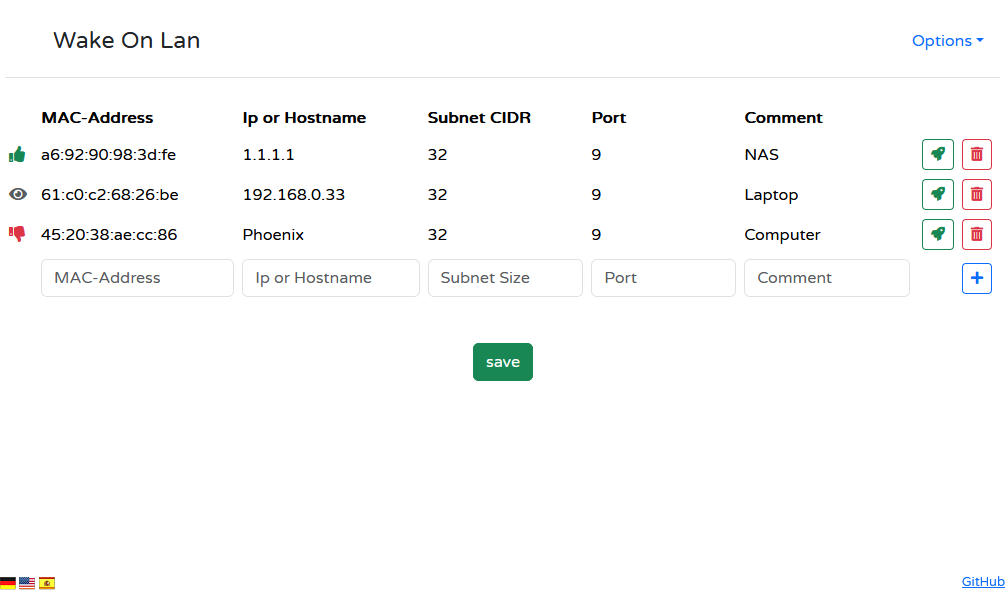 Wake On Lan Options
MAC-Address Ip or Hostname Subnet CIDR Port Comment
a6:92:90:98:3d:fe 1.1.1.1 32 9 NAS
61:c0:c2:68:26:be 192.168.0.33 32 9 Laptop
45:20:38:ae:cc:86 Phoenix 32 9 Computer
MAC-Address Ip or Hostname Subnet Size Port Comment
save
GitHub